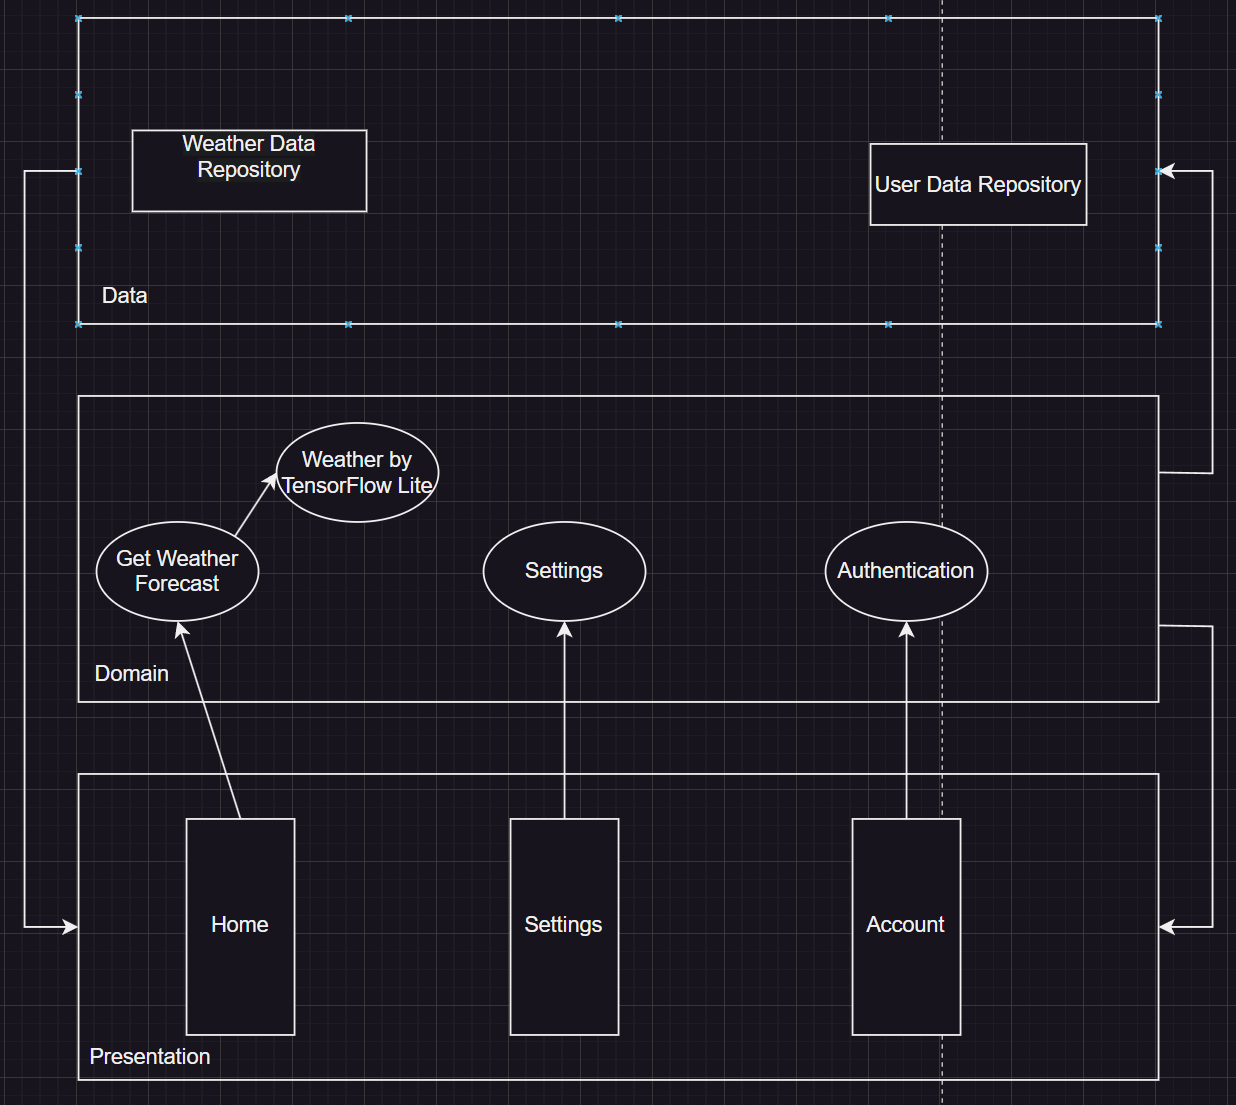 Weather Data
Repository
User Data Repository
Data
Weather by
TensorFlow Lite
Get Weather
Forecast
Settings
Authentication
Domain
Home
Settings
Account
Presentation